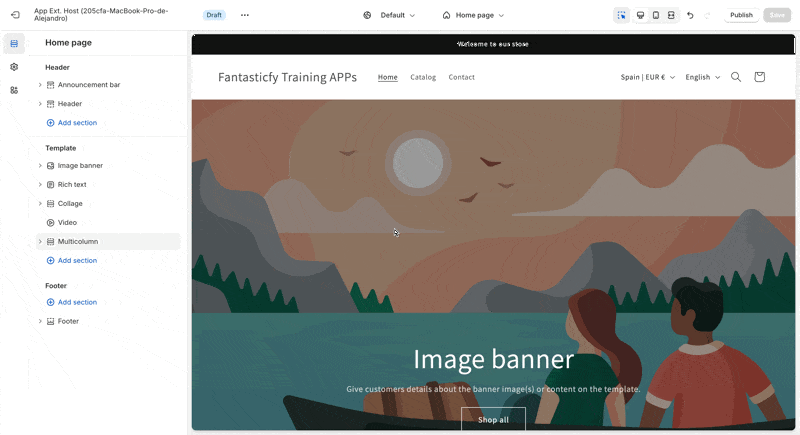 App Ext. Host (205cfa-MacBook-Pro-de-
Alejandro)
Draft
Default
Home page
Publish
Save
Home page
Header
Announcement bar
Header
Add section
Template
Image banner
Rich text
Collage
Video
Multicolumn
Add section
Footer
Add section
Footer
Welcome to our store
Fantasticfy Training APPs
Home
Catalog
Contact
Spain | EUR €
English
Image banner
Give customers details about the banner image(s) or content on the template.
Shop all